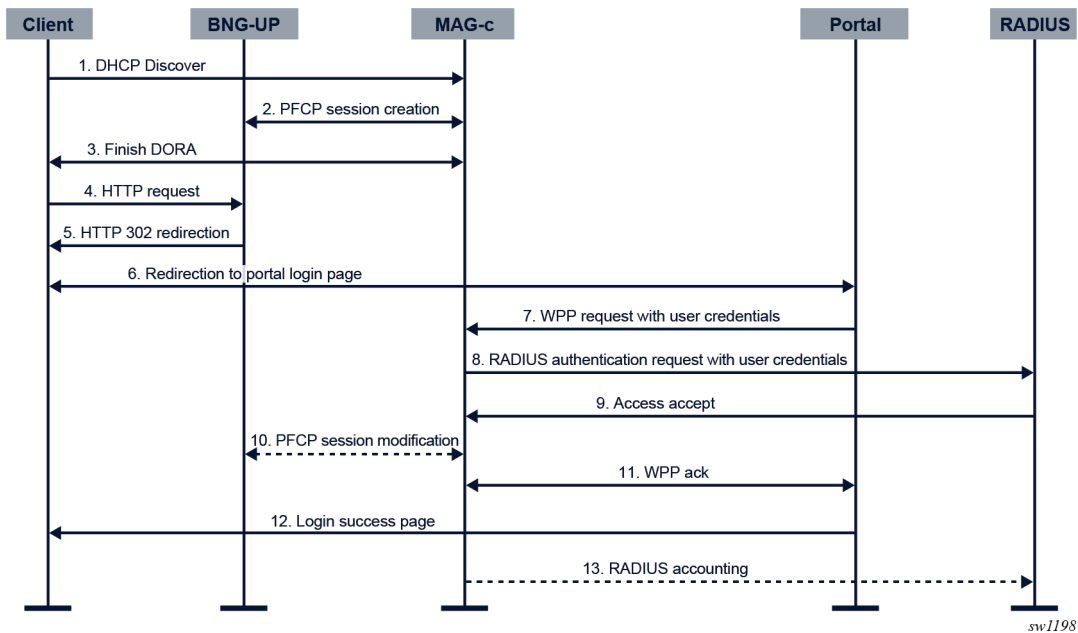 Client
BNG-UP
MAG-c
Portal
RADIUS
1. DHCP Discover
2. PFCP session creation
3. Finish DORA
4. HTTP request
5. HTTP 302 redirection
6. Redirection to portal login page
7. WPP request with user credentials
8. RADIUS authentication request with user credentials
9. Access accept
10. PFCP session modification
11. WPP ack
12. Login success page
13. RADIUS accounting
sw1198